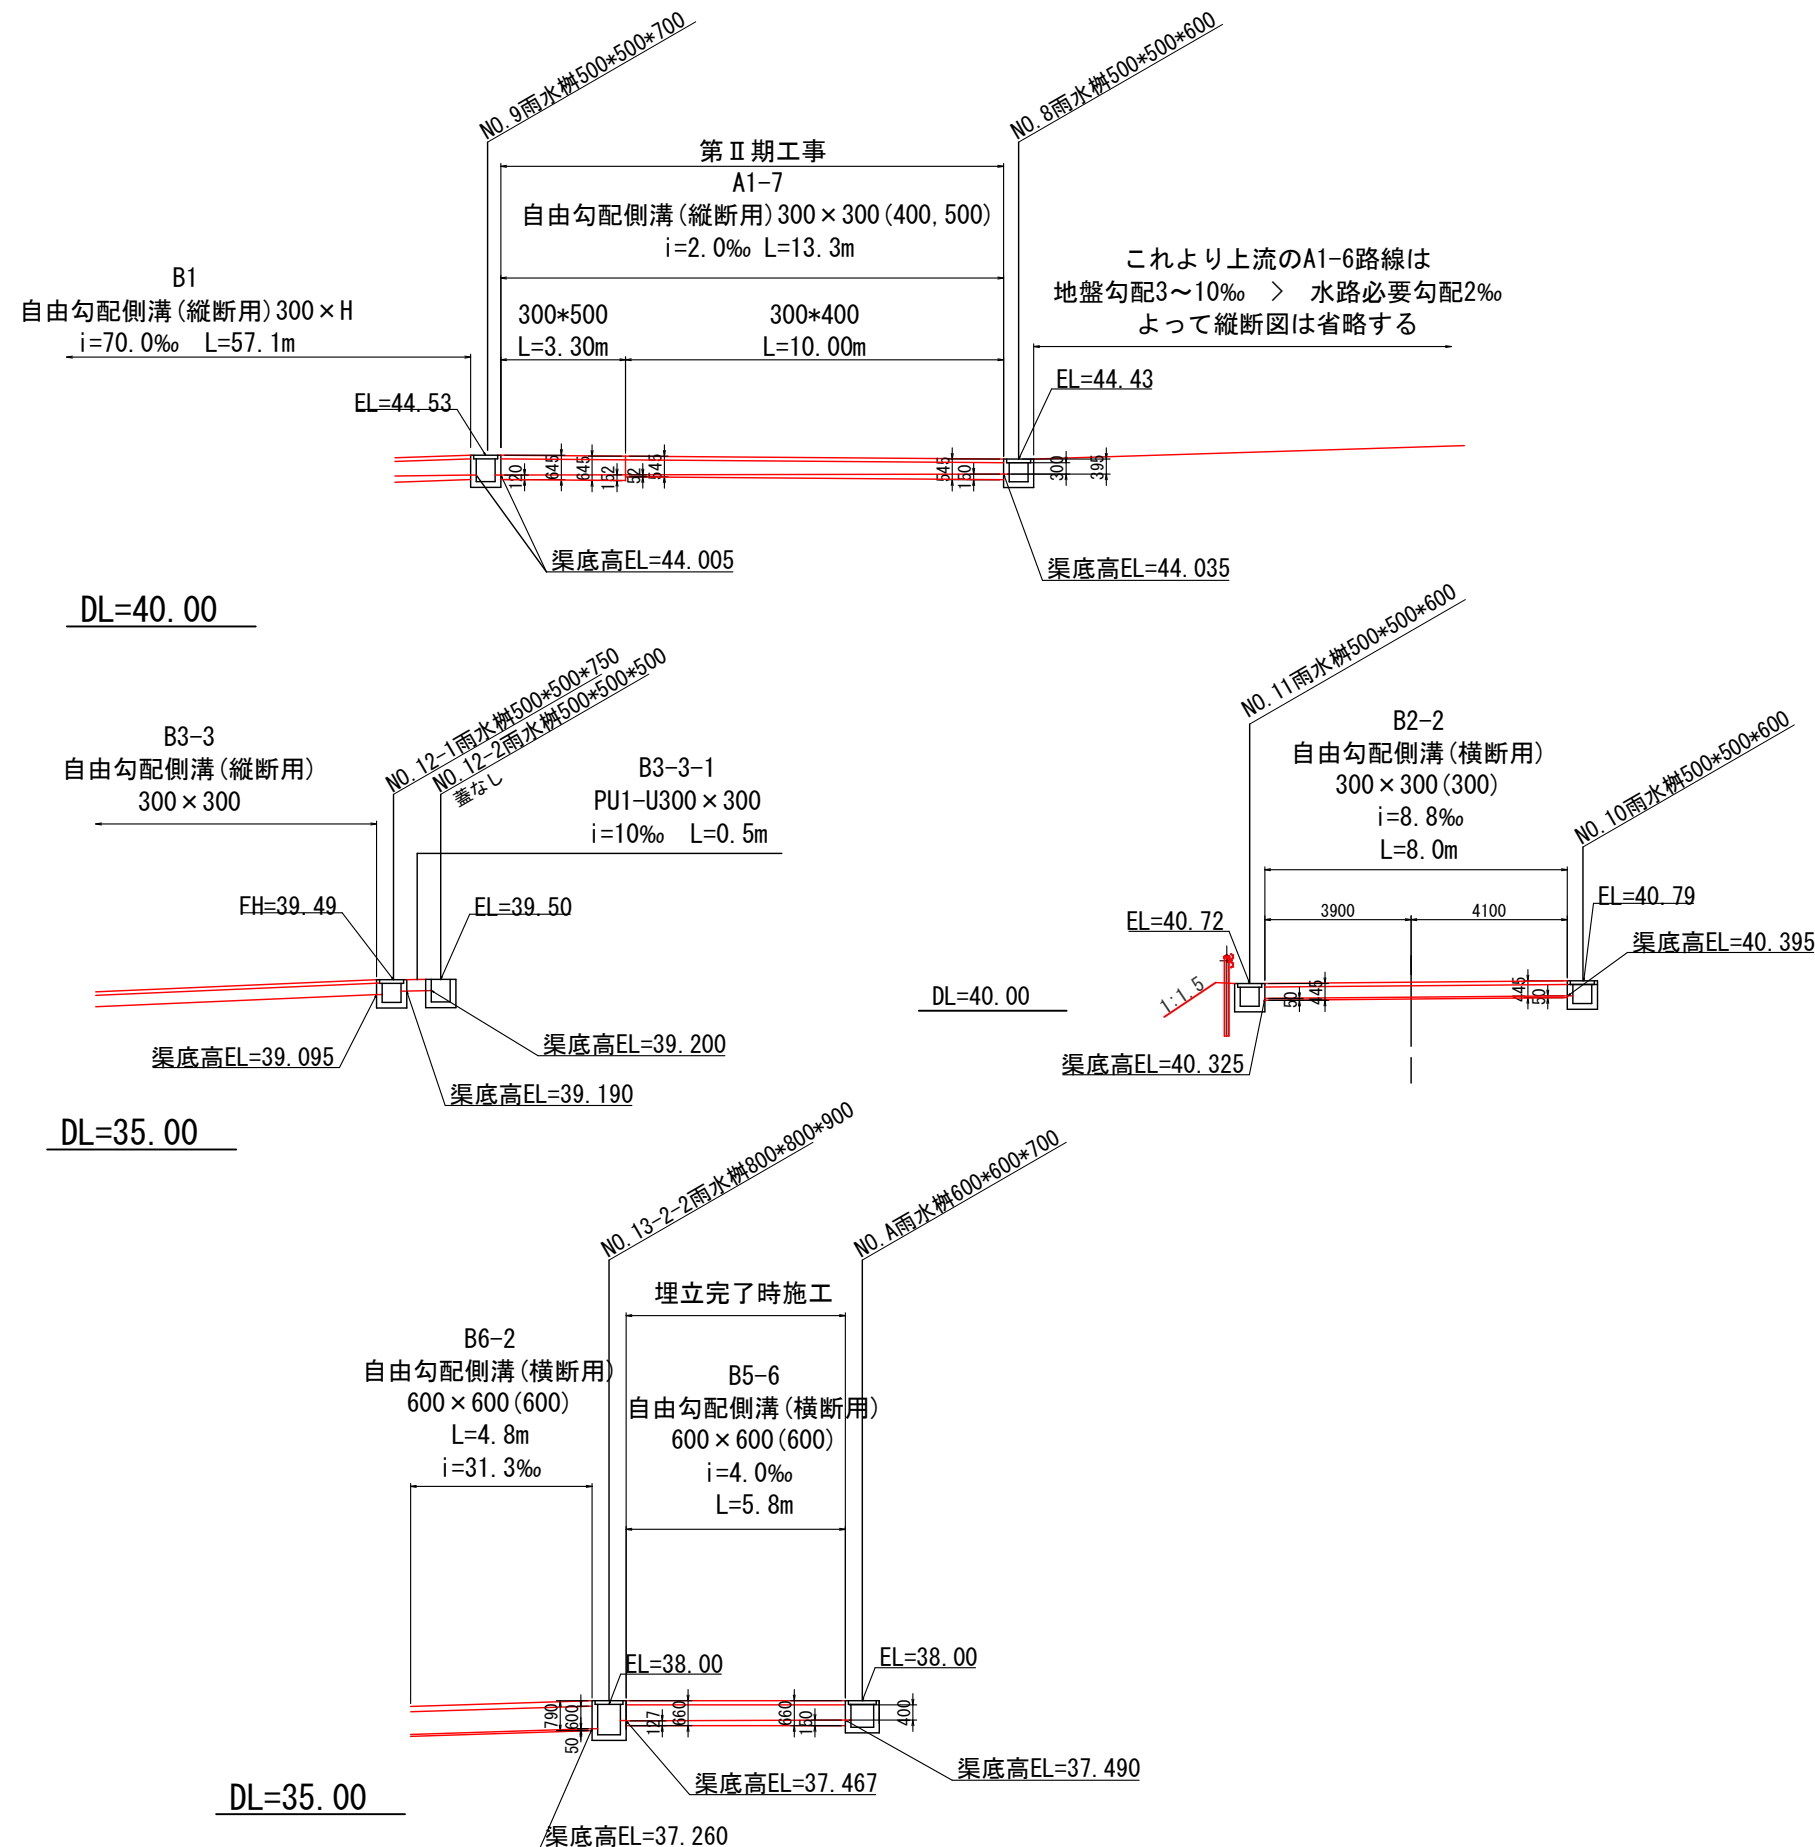 NO.9雨水桝500*500*700
NO.8雨水桝500*500*600
第Ⅱ期工事
A1-7
自由勾配側溝(縦断用)300×300(400,500)
i=2.0‰ L=13.3m
B1
自由勾配側溝(縦断用)300×H
i=70.0‰ L=57.1m
300*500
L=3.30m
300*400
L=10.00m
これより上流のA1-6路線は
地盤勾配3～10‰ > 水路必要勾配2‰
よって縦断図は省略する
EL=44.53
EL=44.43
120
645
645
152
52
545
545
150
300
395
渠底高EL=44.005
渠底高EL=44.035
DL=40.00
NO.12-1雨水桝500*500*750
NO.12-2雨水桝500*500*500
蓋なし
B3-3
自由勾配側溝(縦断用)
300×300
B3-3-1
PU1-U300×300
i=10‰ L=0.5m
FH=39.49
EL=39.50
渠底高EL=39.095
渠底高EL=39.200
渠底高EL=39.190
DL=35.00
NO.11雨水桝500*500*600
NO.10雨水桝500*500*600
B2-2
自由勾配側溝(横断用)
300×300(300)
i=8.8‰
L=8.0m
3900
4100
EL=40.72
EL=40.79
渠底高EL=40.395
1:1.5
50
445
445
50
DL=40.00
渠底高EL=40.325
NO.13-2-2雨水桝800*800*900
NO.A雨水桝600*600*700
埋立完了時施工
B6-2
自由勾配側溝(横断用)
600×600(600)
L=4.8m
i=31.3‰
B5-6
自由勾配側溝(横断用)
600×600(600)
i=4.0‰
L=5.8m
EL=38.00
EL=38.00
790
600
50
127
660
660
150
400
渠底高EL=37.467
渠底高EL=37.490
DL=35.00
渠底高EL=37.260